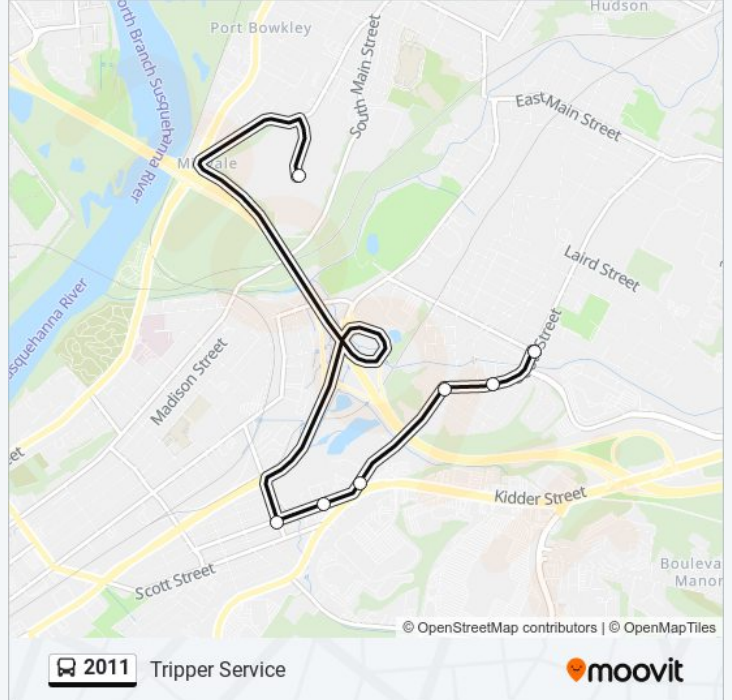 Hudson
Port Bowkley
North Branch Susquehanna River
South Main Street
East Main Street
Laird Street
Susquehanna River
Street
Madison Street
Kidder Street
Scott Street
Bouleva
Manor
© OpenStreetMap contributors | © OpenMapTiles
2011 Tripper Service
moovit